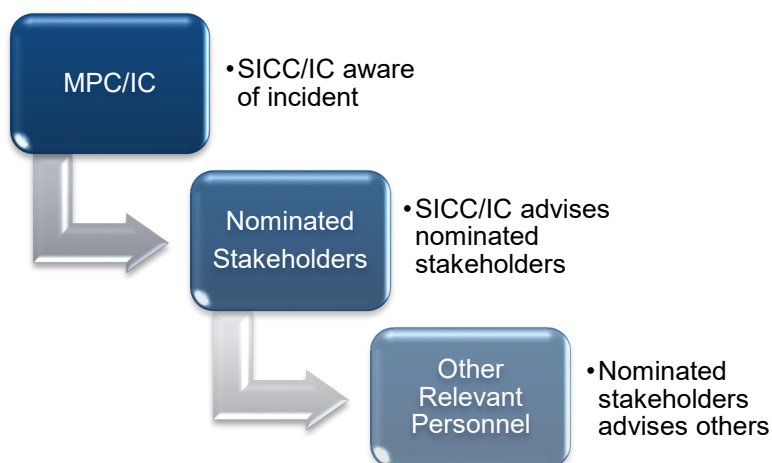 MPC/IC
•SICC/IC aware
of incident
Nominated
Stakeholders
•SICC/IC advises
nominated
stakeholders
Other
Relevant
Personnel
•Nominated
stakeholders
advises others